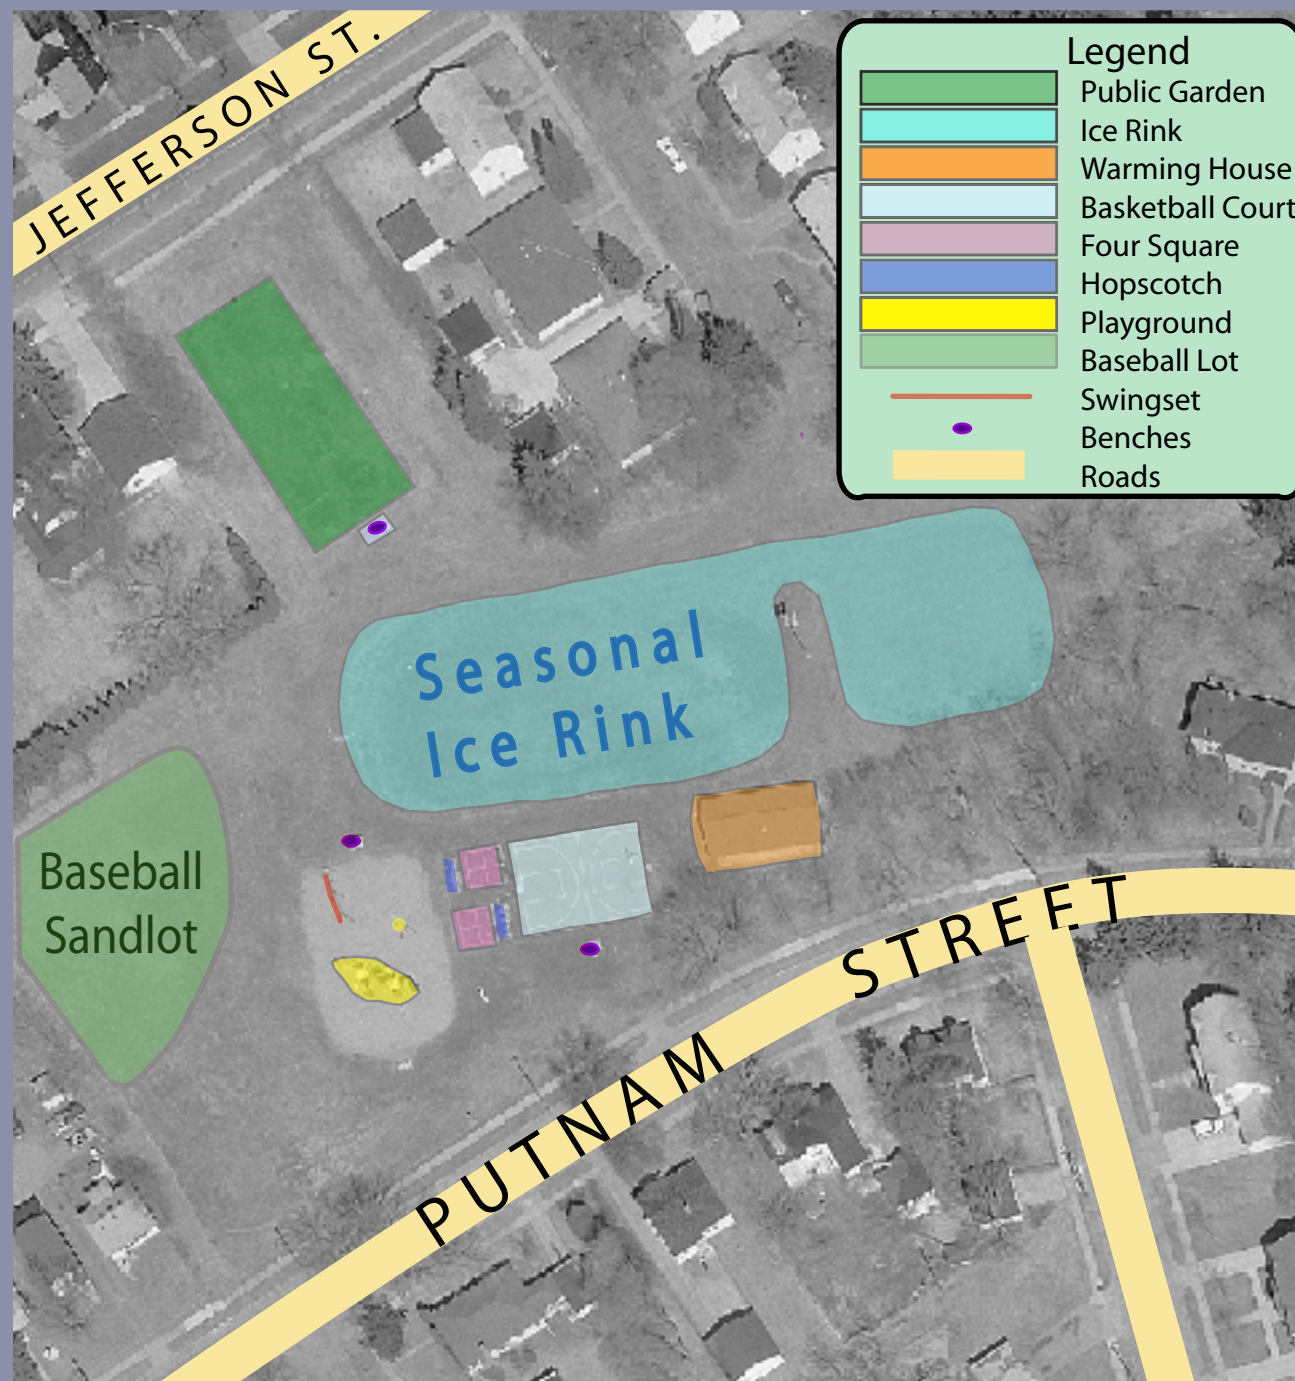 JEFFERSON ST.
Legend
Public Garden
Ice Rink
Warming House
Basketball Court
Four Square
Hopscotch
Playground
Baseball Lot
Swingset
Benches
Roads
Seasonal
Ice Rink
Baseball
Sandlot
PUTNAM STREET